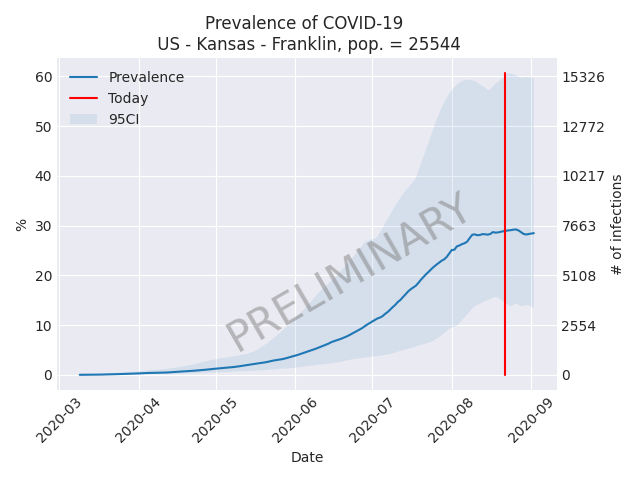 Prevalence of COVID-19
US - Kansas - Franklin, pop. = 25544
Prevalence
Today
95CI
60
50
40
30
20
10
0
%
15326
12772
10217
7663
5108
2554
0
# of infections
PRELIMINARY
2020-03
2020-04
2020-05
2020-06
2020-07
2020-08
2020-09
Date